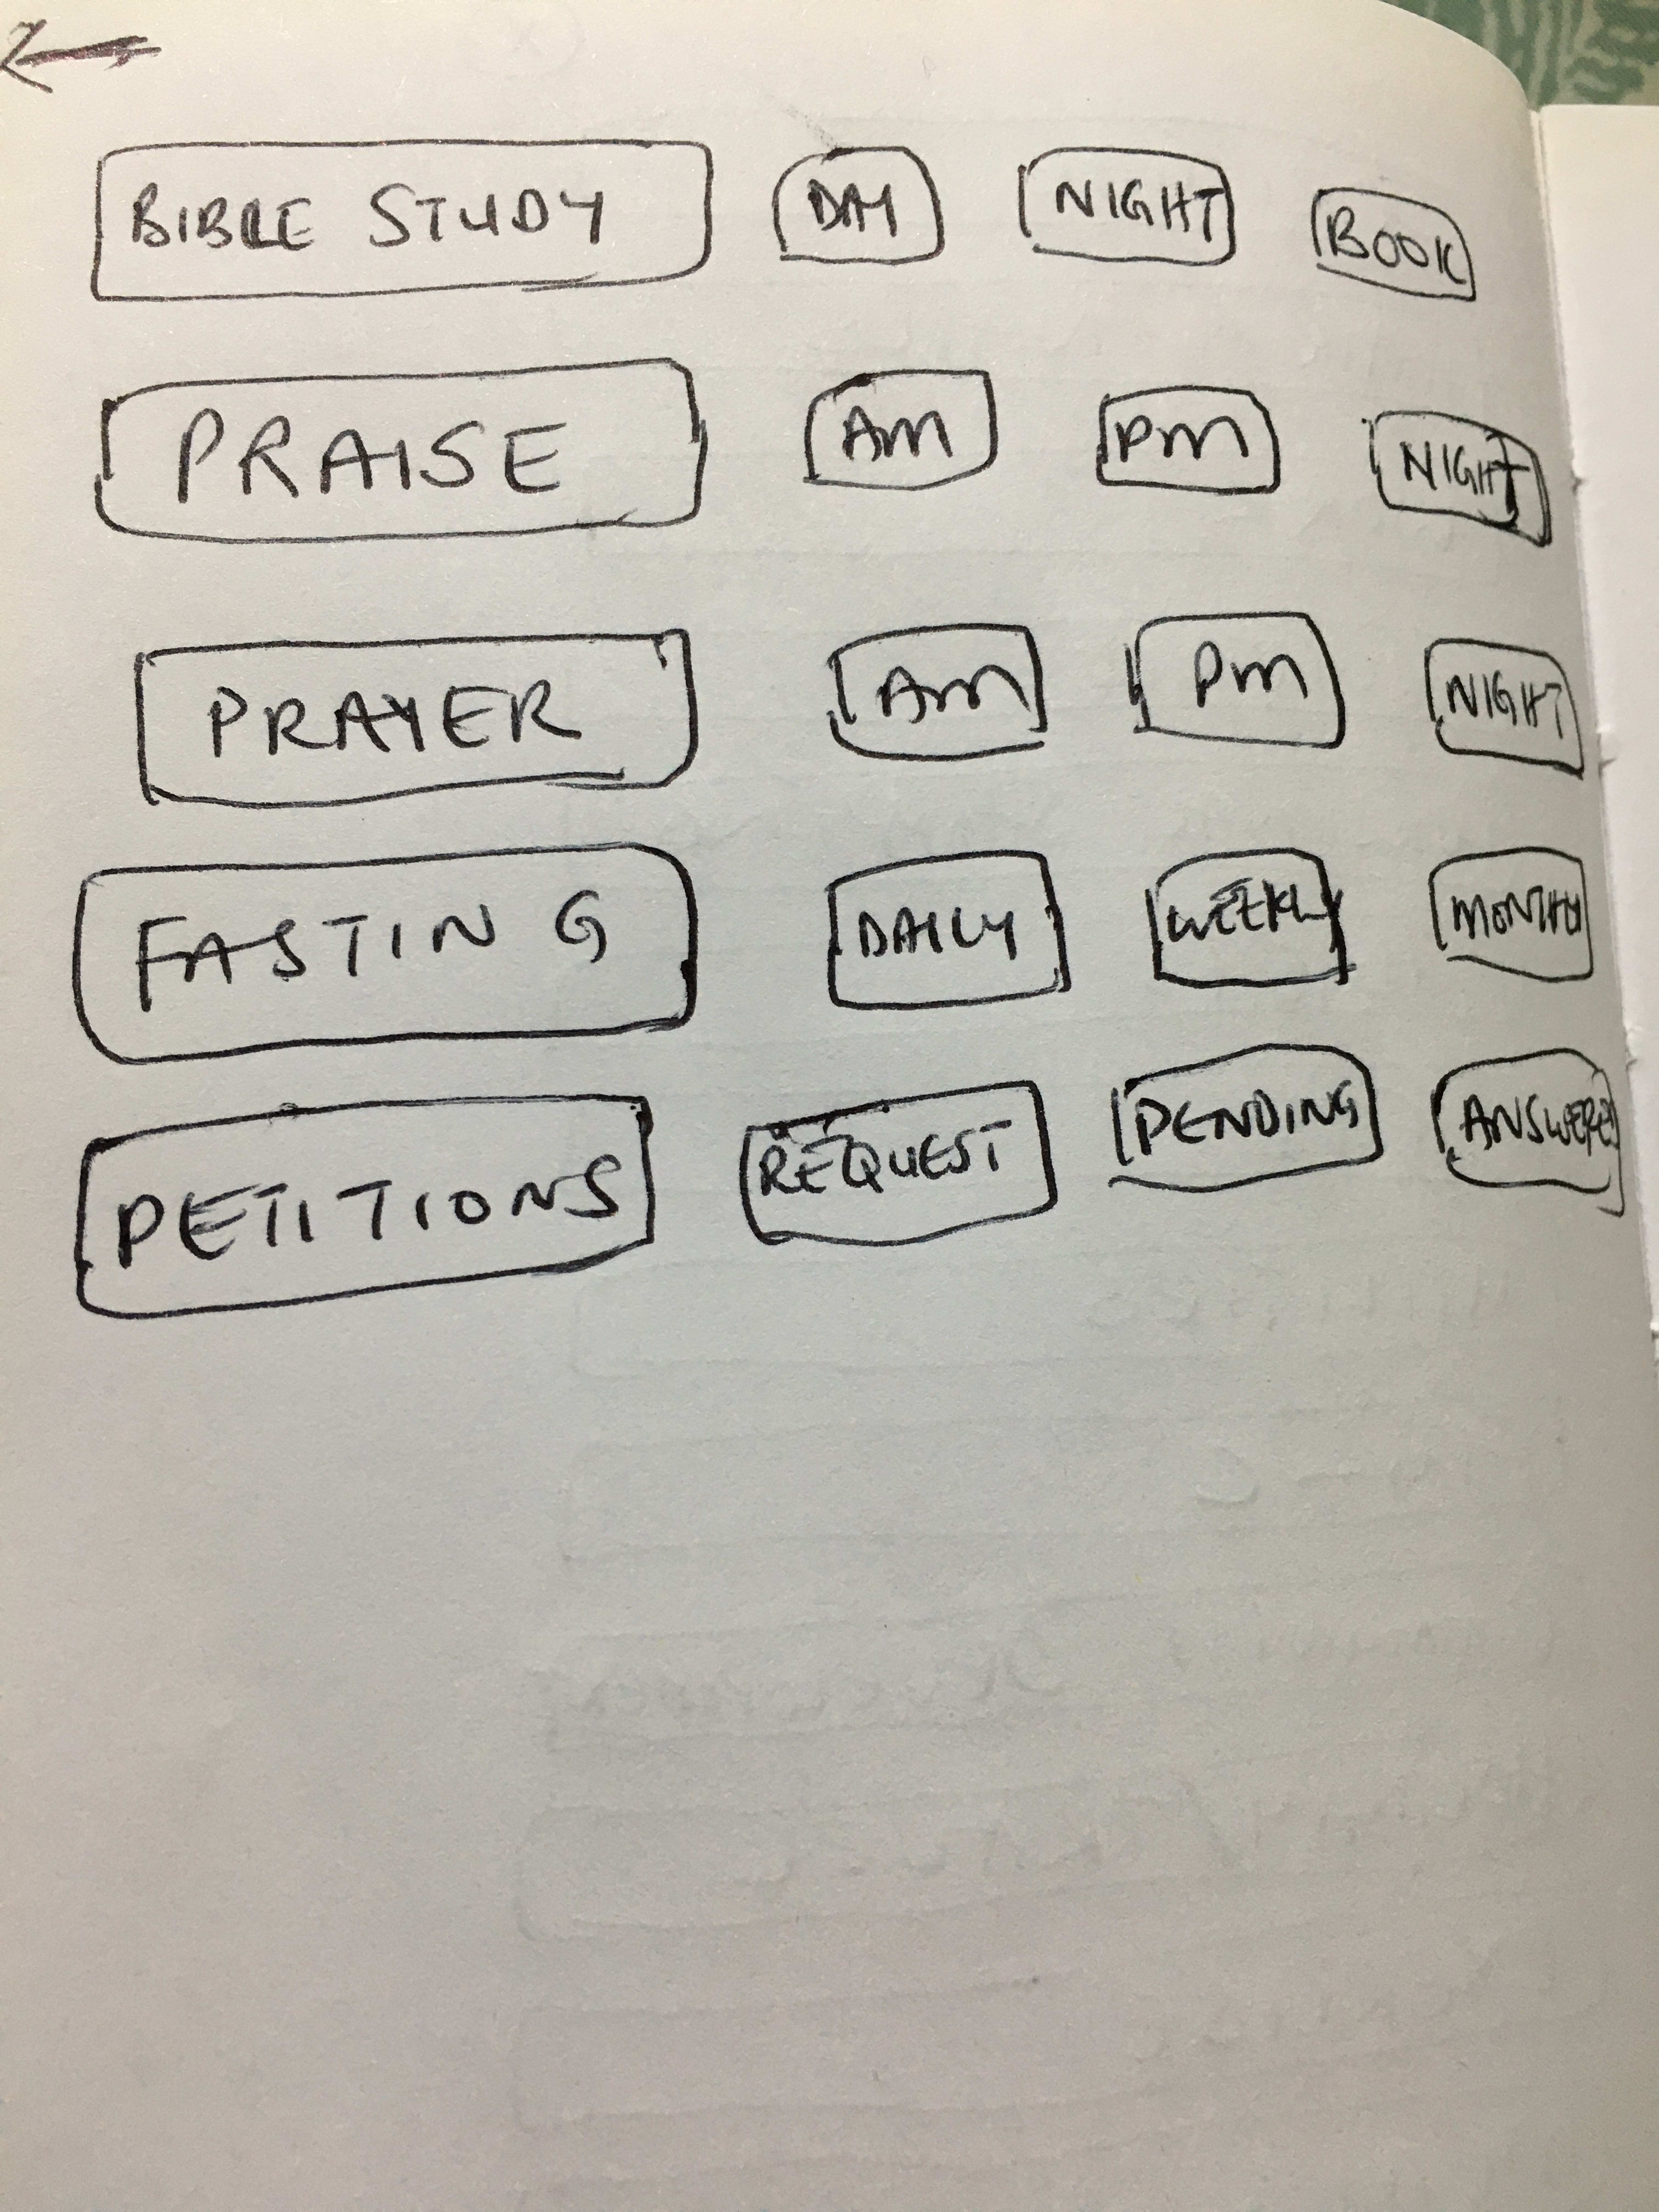 BIBLE STUDY DAY NIGHT BOOK
PRAISE AM PM NIGHT
PRAYER AM PM NIGHT
FASTING DAILY WEEKLY MONTHLY
PETITIONS REQUEST PENDING ANSWERED